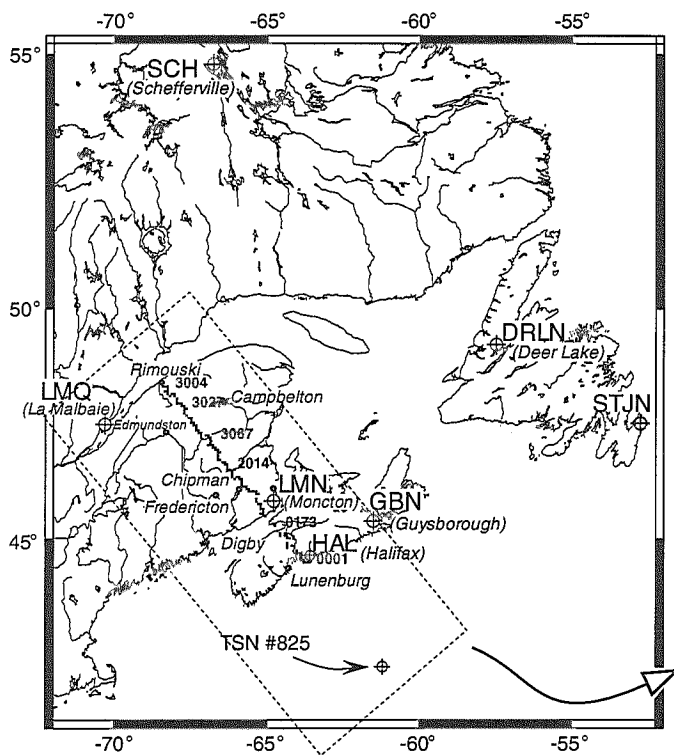 -70° -65° -60° -55°
55°
SCH
(Schefferville)
50°
DRLN
(Deer Lake)
Rimouski
3004
LMQ
(La Malbaie)
Campbelton
STJN
Edmundston
3067
2014
Chipman
LMN
(Moncton)
GBN
Fredericton
(Guysborough)
0173
45°
Digby
HAL
(Halifax)
0001
Lunenburg
TSN #825
-70° -65° -60° -55°